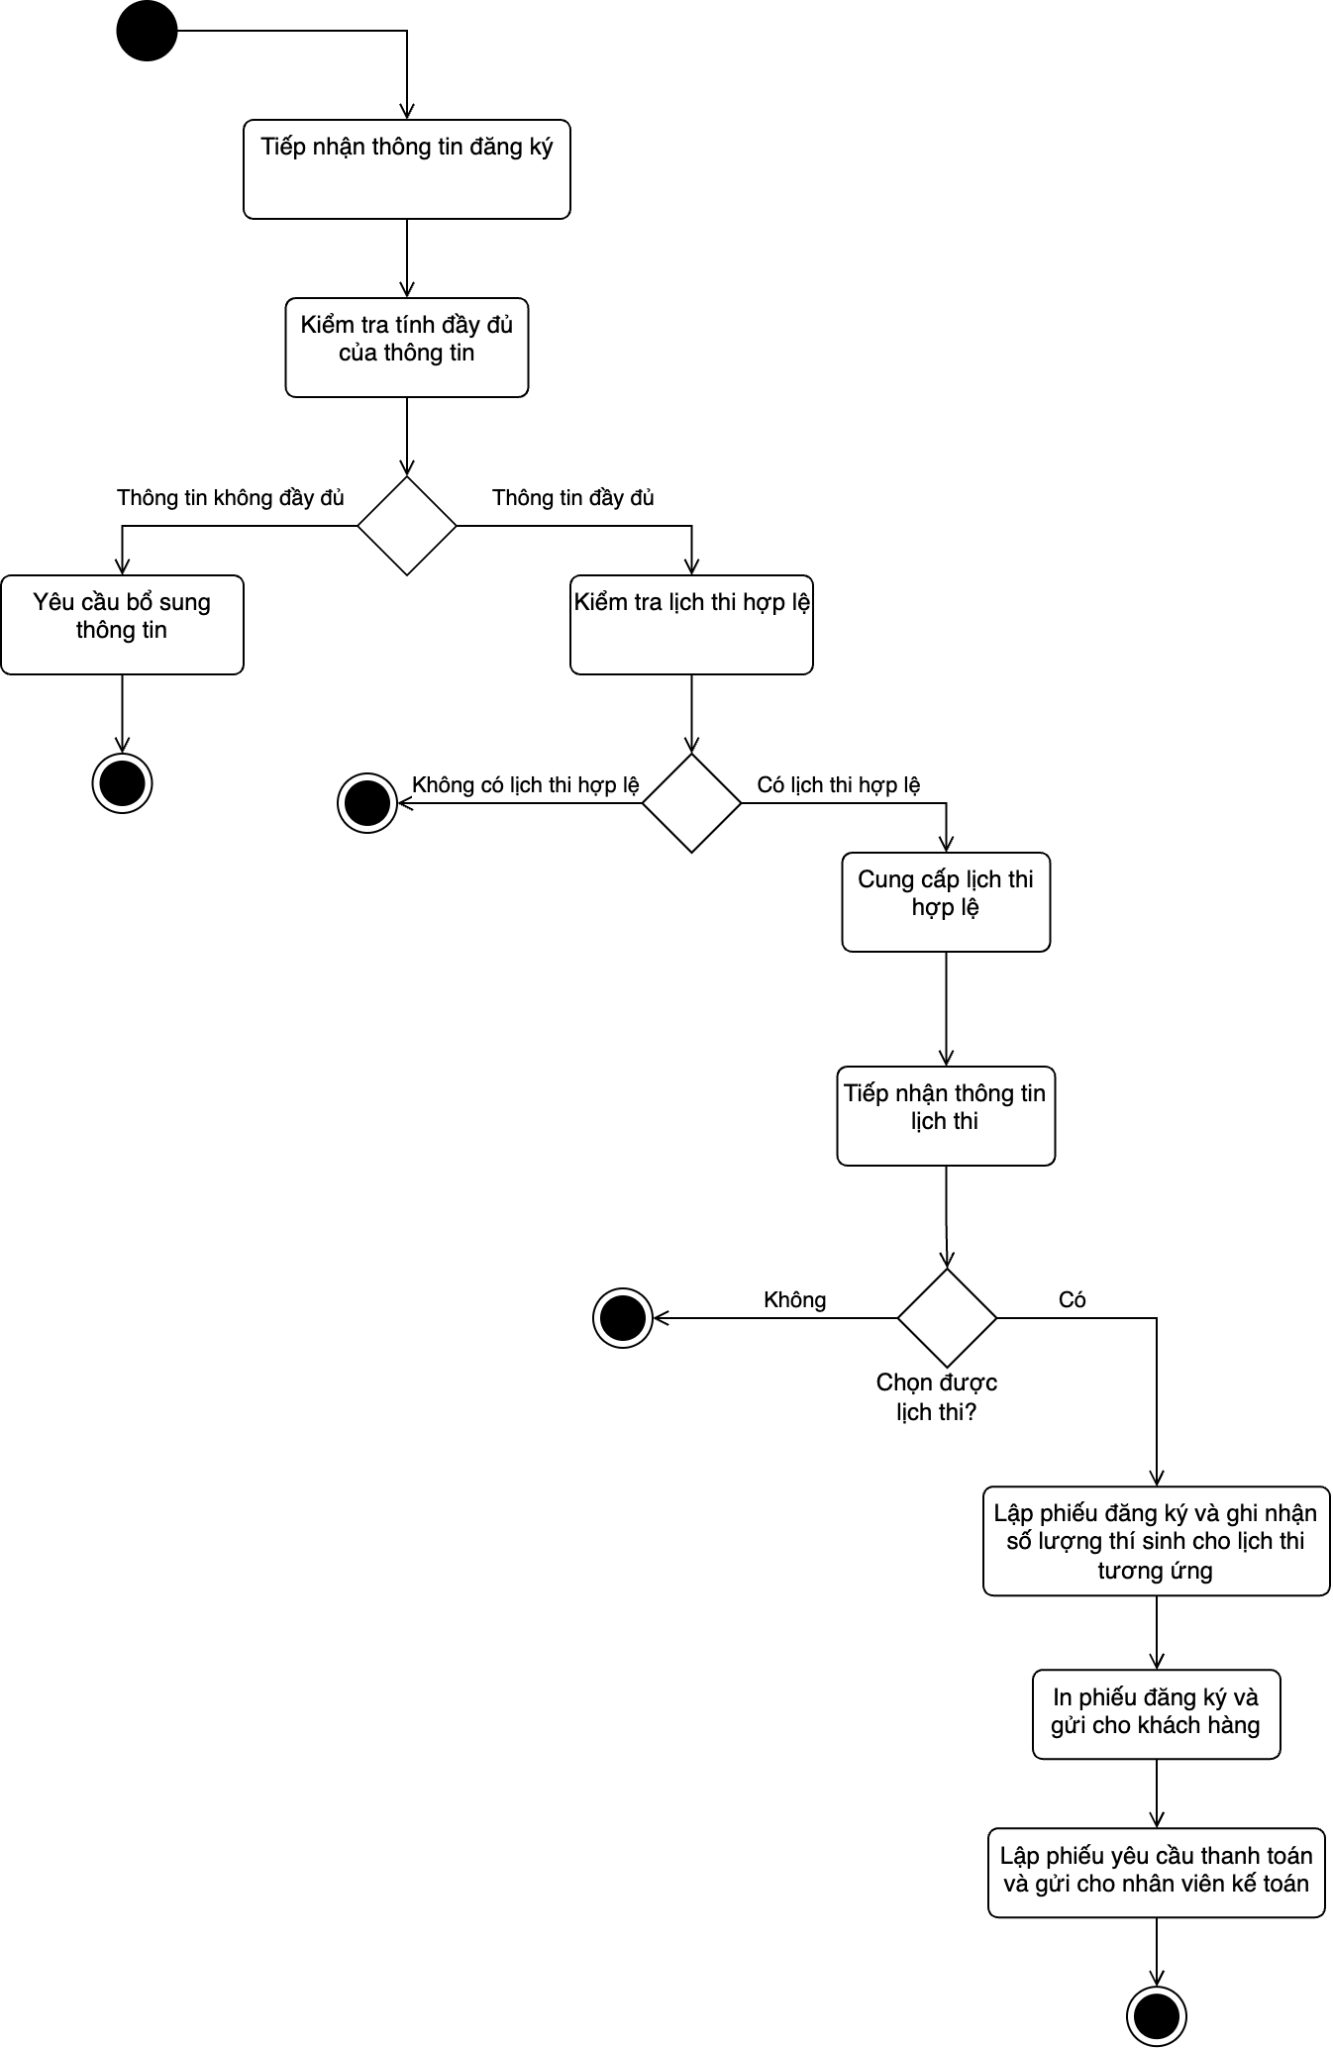 Tiếp nhận thông tin đăng ký
Kiểm tra tính đầy đủ
của thông tin
Thông tin không đầy đủ
Thông tin đầy đủ
Yêu cầu bổ sung
thông tin
Kiểm tra lịch thi hợp lệ
Không có lịch thi hợp lệ
Có lịch thi hợp lệ
Cung cấp lịch thi
hợp lệ
Tiếp nhận thông tin
lịch thi
Không
Có
Chọn được
lịch thi?
Lập phiếu đăng ký và ghi nhận
số lượng thí sinh cho lịch thi
tương ứng
In phiếu đăng ký và
gửi cho khách hàng
Lập phiếu yêu cầu thanh toán
và gửi cho nhân viên kế toán